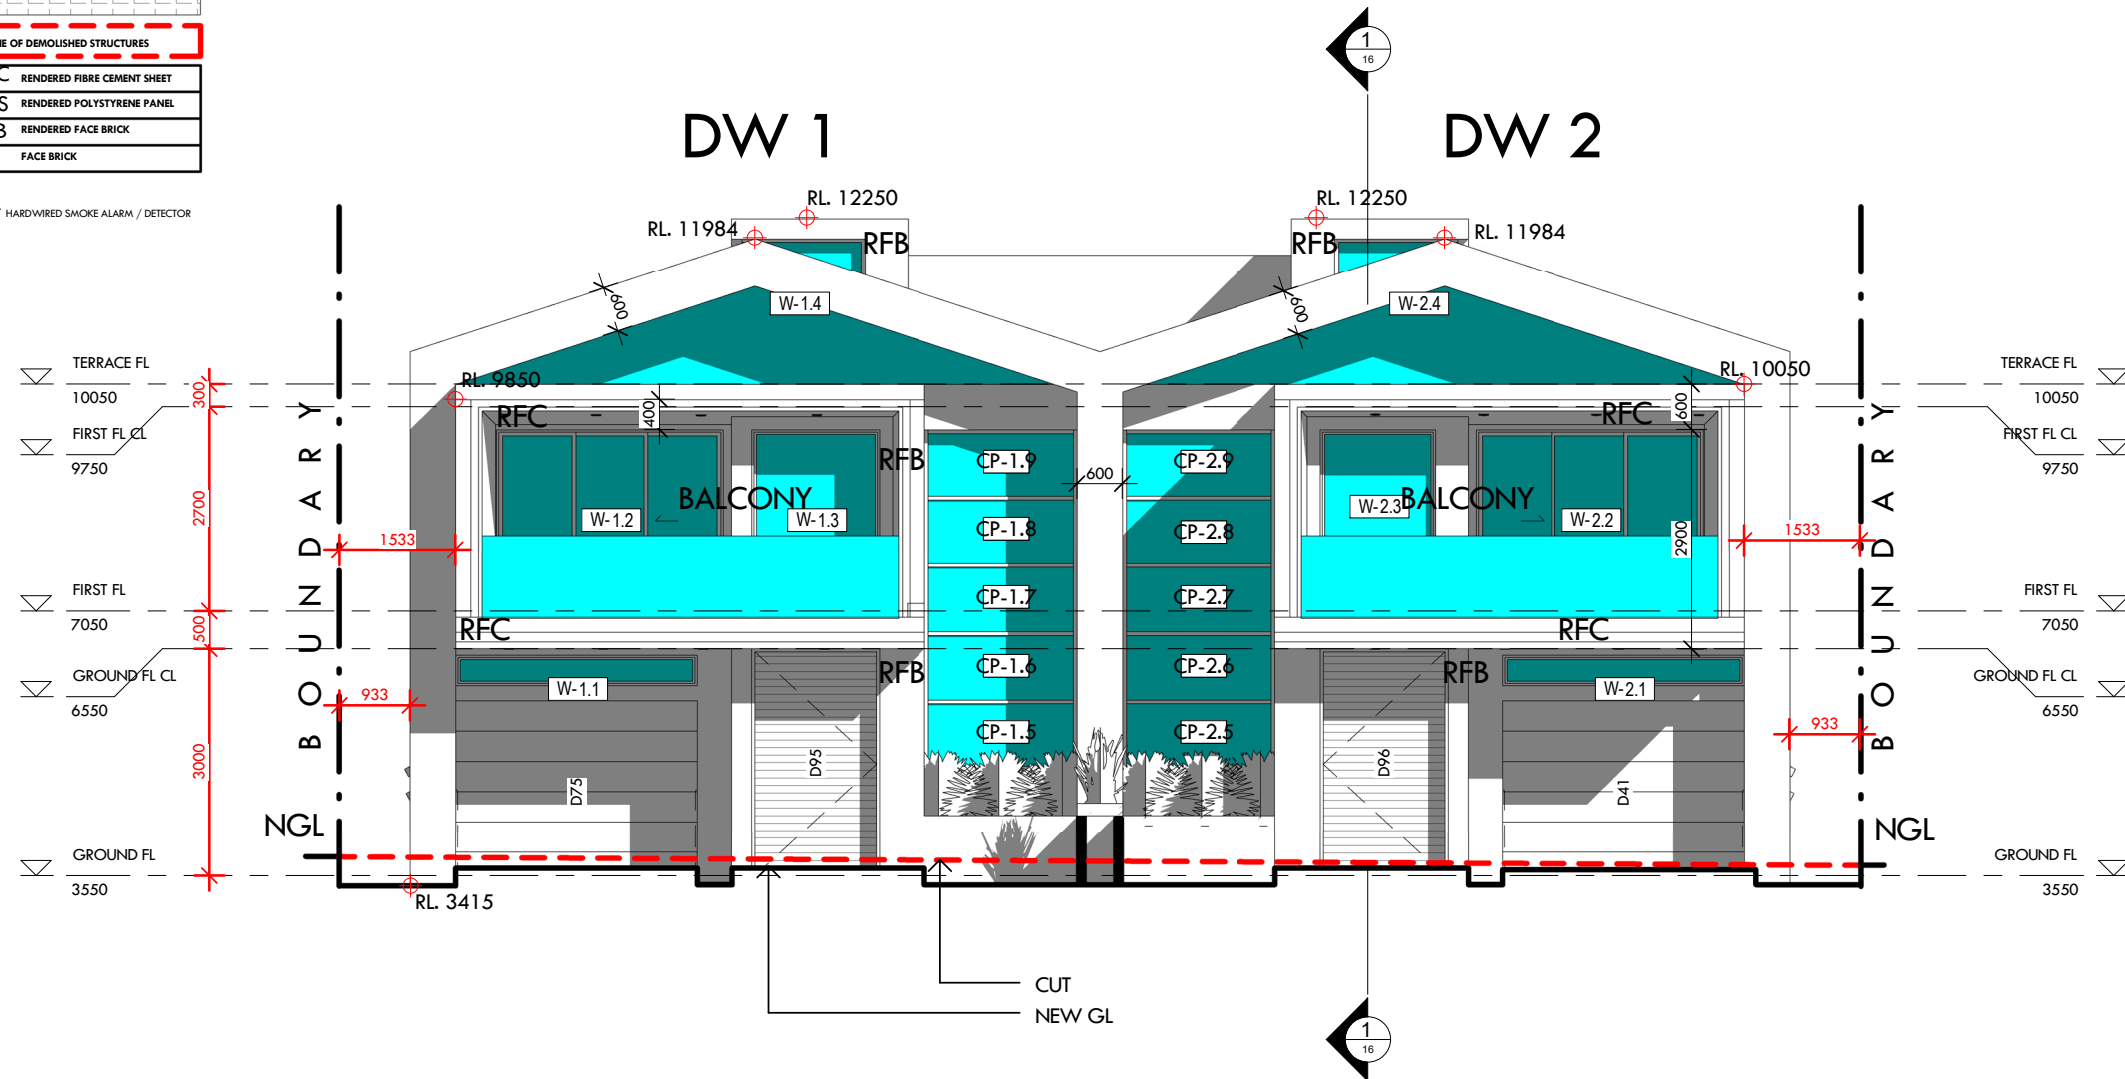 OF DEMOLISHED STRUCTURES
RENDERED FIBRE CEMENT SHEET
RENDERED POLYSTYRENE PANEL
RENDERED FACE BRICK
FACE BRICK
HARDWIRED SMOKE ALARM / DETECTOR
1
16
DW 1
DW 2
RL. 12250
RL. 12250
RL. 11984
RL. 11984
RFB
RFB
600
600
W-1.4
W-2.4
TERRACE FL
10050
FIRST FL CL
9750
FIRST FL
7050
GROUND FL CL
6550
GROUND FL
3550
300
2700
500
3000
BOUNDARY
1533
933
NGL
RL. 9850
RFC
400
RFB
BALCONY
W-1.2
W-1.3
RFC
RFB
W-1.1
D75
D95
CP-1.9
CP-1.8
CP-1.7
CP-1.6
CP-1.5
600
CP-2.9
CP-2.8
CP-2.7
CP-2.6
CP-2.5
RL. 10050
RFC
600
W-2.3
BALCONY
W-2.2
2900
RFC
RFB
W-2.1
D96
D41
1533
933
BOUNDARY
NGL
TERRACE FL
10050
FIRST FL CL
9750
FIRST FL
7050
GROUND FL CL
6550
GROUND FL
3550
RL. 3415
CUT
NEW GL
1
16